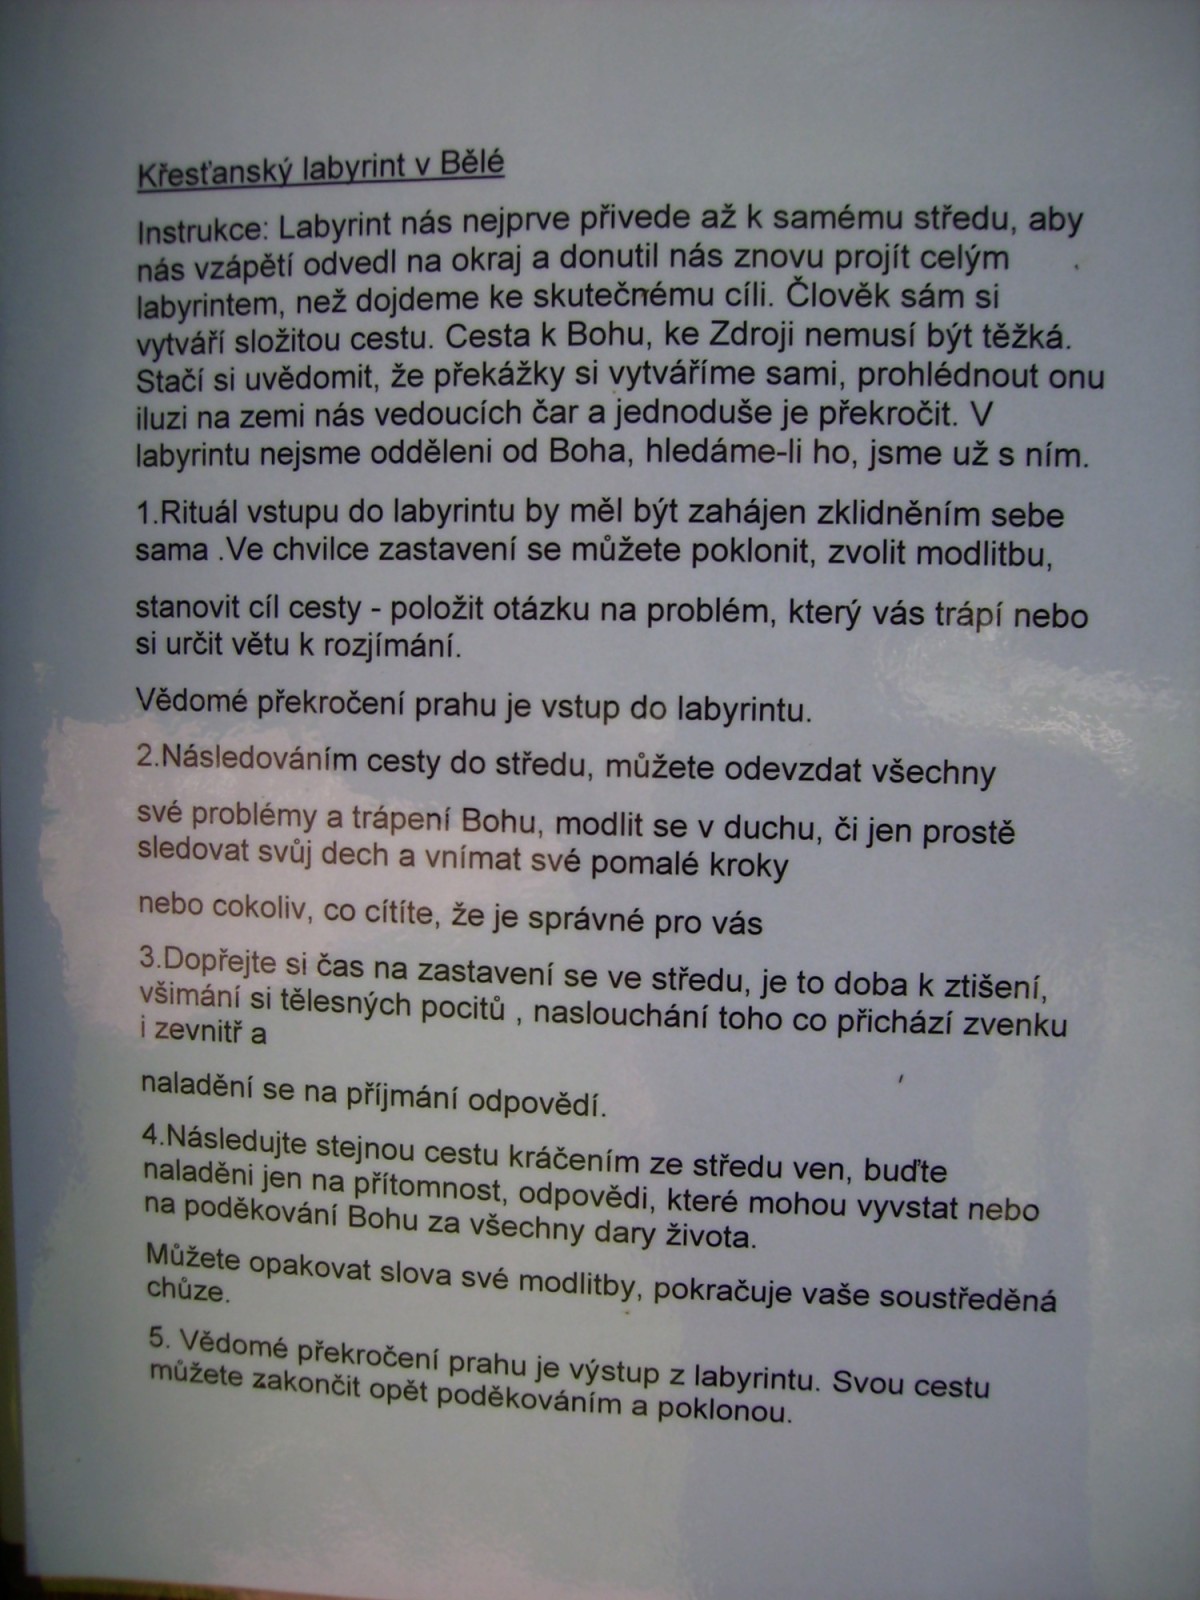 Křesťanský labyrint v Bělé
Instrukce: Labyrint nás nejprve přivede až k samému středu, aby
nás vzápětí odvedl na okraj a donutil nás znovu projít celým
labyrintem, než dojdeme ke skutečnému cíli. Člověk sám si
vytváří složitou cestu. Cesta k Bohu, ke Zdroji nemusí být těžká.
Stačí si uvědomit, že překážky si vytváříme sami, prohlédnout onu
iluzi na zemi nás vedoucích čar a jednoduše je překročit. V
labyrintu nejsme odděleni od Boha, hledáme-li ho, jsme už s ním.
1.Rituál vstupu do labyrintu by měl být zahájen zklidněním sebe
sama .Ve chvilce zastavení se můžete poklonit, zvolit modlitbu,
stanovit cíl cesty - položit otázku na problém, který vás trápí nebo
si určit větu k rozjímání.
Vědomé překročení prahu je vstup do labyrintu.
2.Následováním cesty do středu, můžete odevzdat všechny
své problémy a trápení Bohu, modlit se v duchu, či jen prostě
sledovat svůj dech a vnímat své pomalé kroky
nebo cokoliv, co cítíte, že je správné pro vás
3.Dopřejte si čas na zastavení se ve středu, je to doba k ztišení,
všimání si tělesných pocitů , naslouchání toho co přichází zvenku
i zevnitř a
naladění se na příjmání odpovědí.
4.Následujte stejnou cestu kráčením ze středu ven, buďte
naladěni jen na přítomnost, odpovědi, které mohou vyvstat nebo
na poděkování Bohu za všechny dary života.
Můžete opakovat slova své modlitby, pokračuje vaše soustředěná
chůze.
5. Vědomé překročení prahu je výstup z labyrintu. Svou cestu
můžete zakončit opět poděkováním a poklonou.